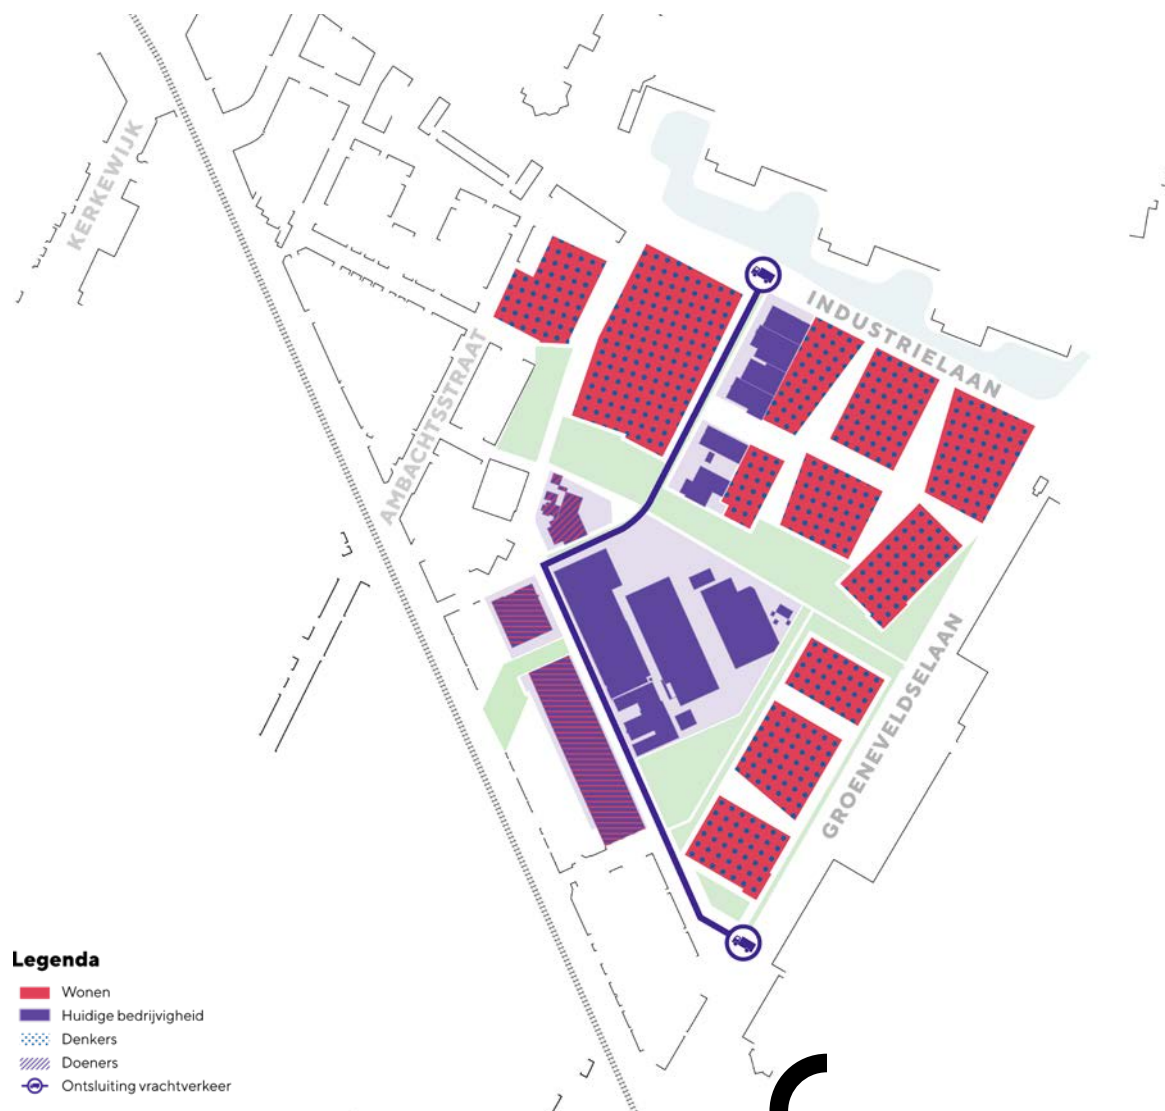 KERKEWIJK
INDUSTRIELAAN
AMBACHTSSTRAAT
GROENEVELDSELAAN
Legenda
Wonen
Huidige bedrijvigheid
Denkers
Doeners
Ontsluiting vrachtverkeer